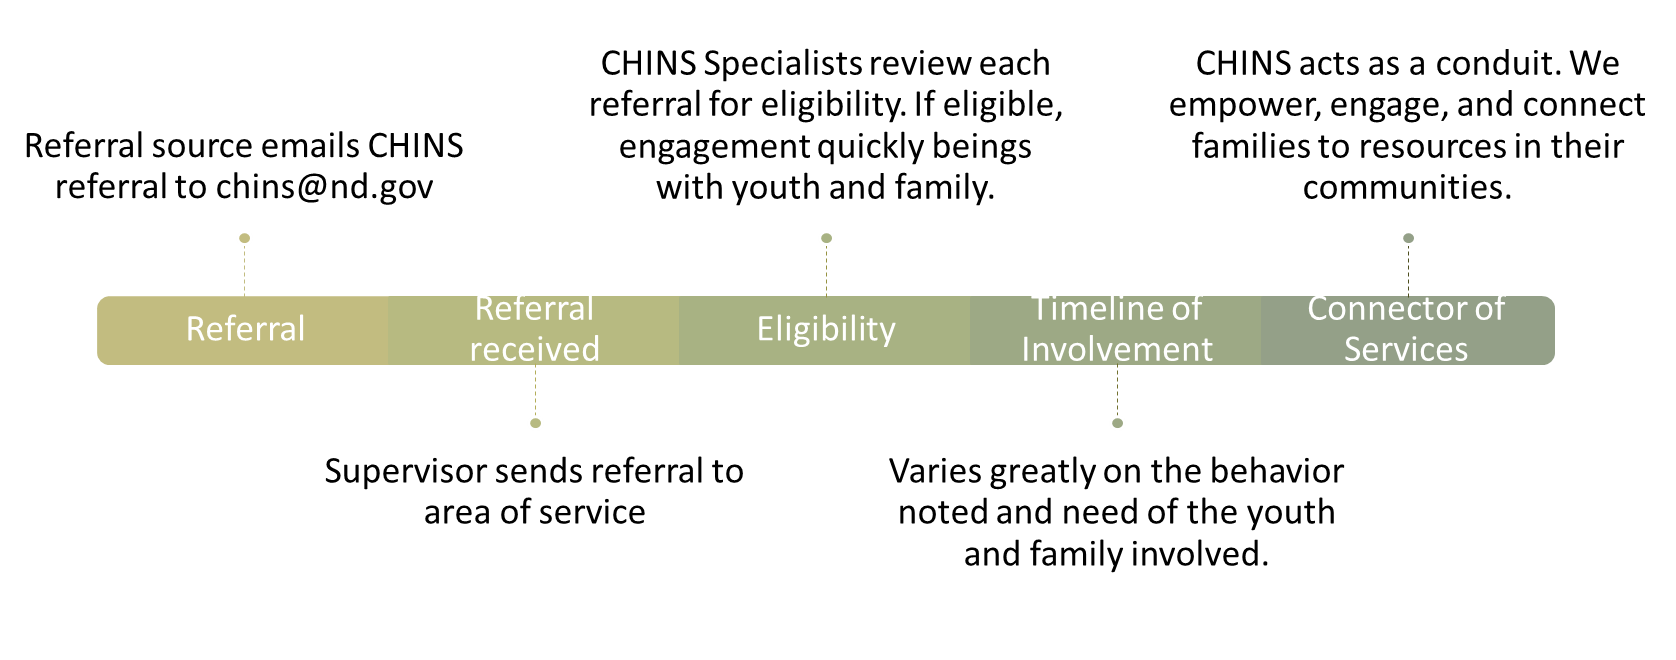 CHINS Specialists review each
referral for eligibility. If eligible,
engagement quickly beings
with youth and family.
CHINS acts as a conduit. We
empower, engage, and connect
families to resources in their
communities.
Referral source emails CHINS
referral to chins@nd.gov
Referral
Referral
received
Eligibility
Timeline of
Involvement
Connector of
Services
Supervisor sends referral to
area of service
Varies greatly on the behavior
noted and need of the youth
and family involved.